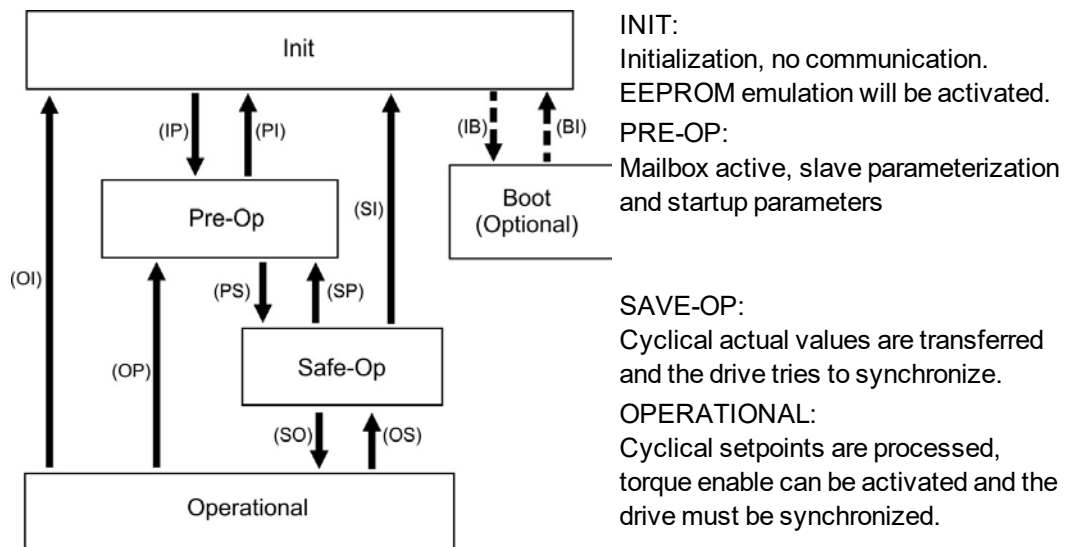 Init
(IP)
(PI)
(IB)
(BI)
Pre-Op
(SI)
Boot
(Optional)
(OI)
(PS)
(SP)
(OP)
Safe-Op
(SO)
(OS)
Operational
INIT:
Initialization, no communication.
EEPROM emulation will be activated.
PRE-OP:
Mailbox active, slave parameterization
and startup parameters
SAVE-OP:
Cyclical actual values are transferred
and the drive tries to synchronize.
OPERATIONAL:
Cyclical setpoints are processed,
torque enable can be activated and the
drive must be synchronized.